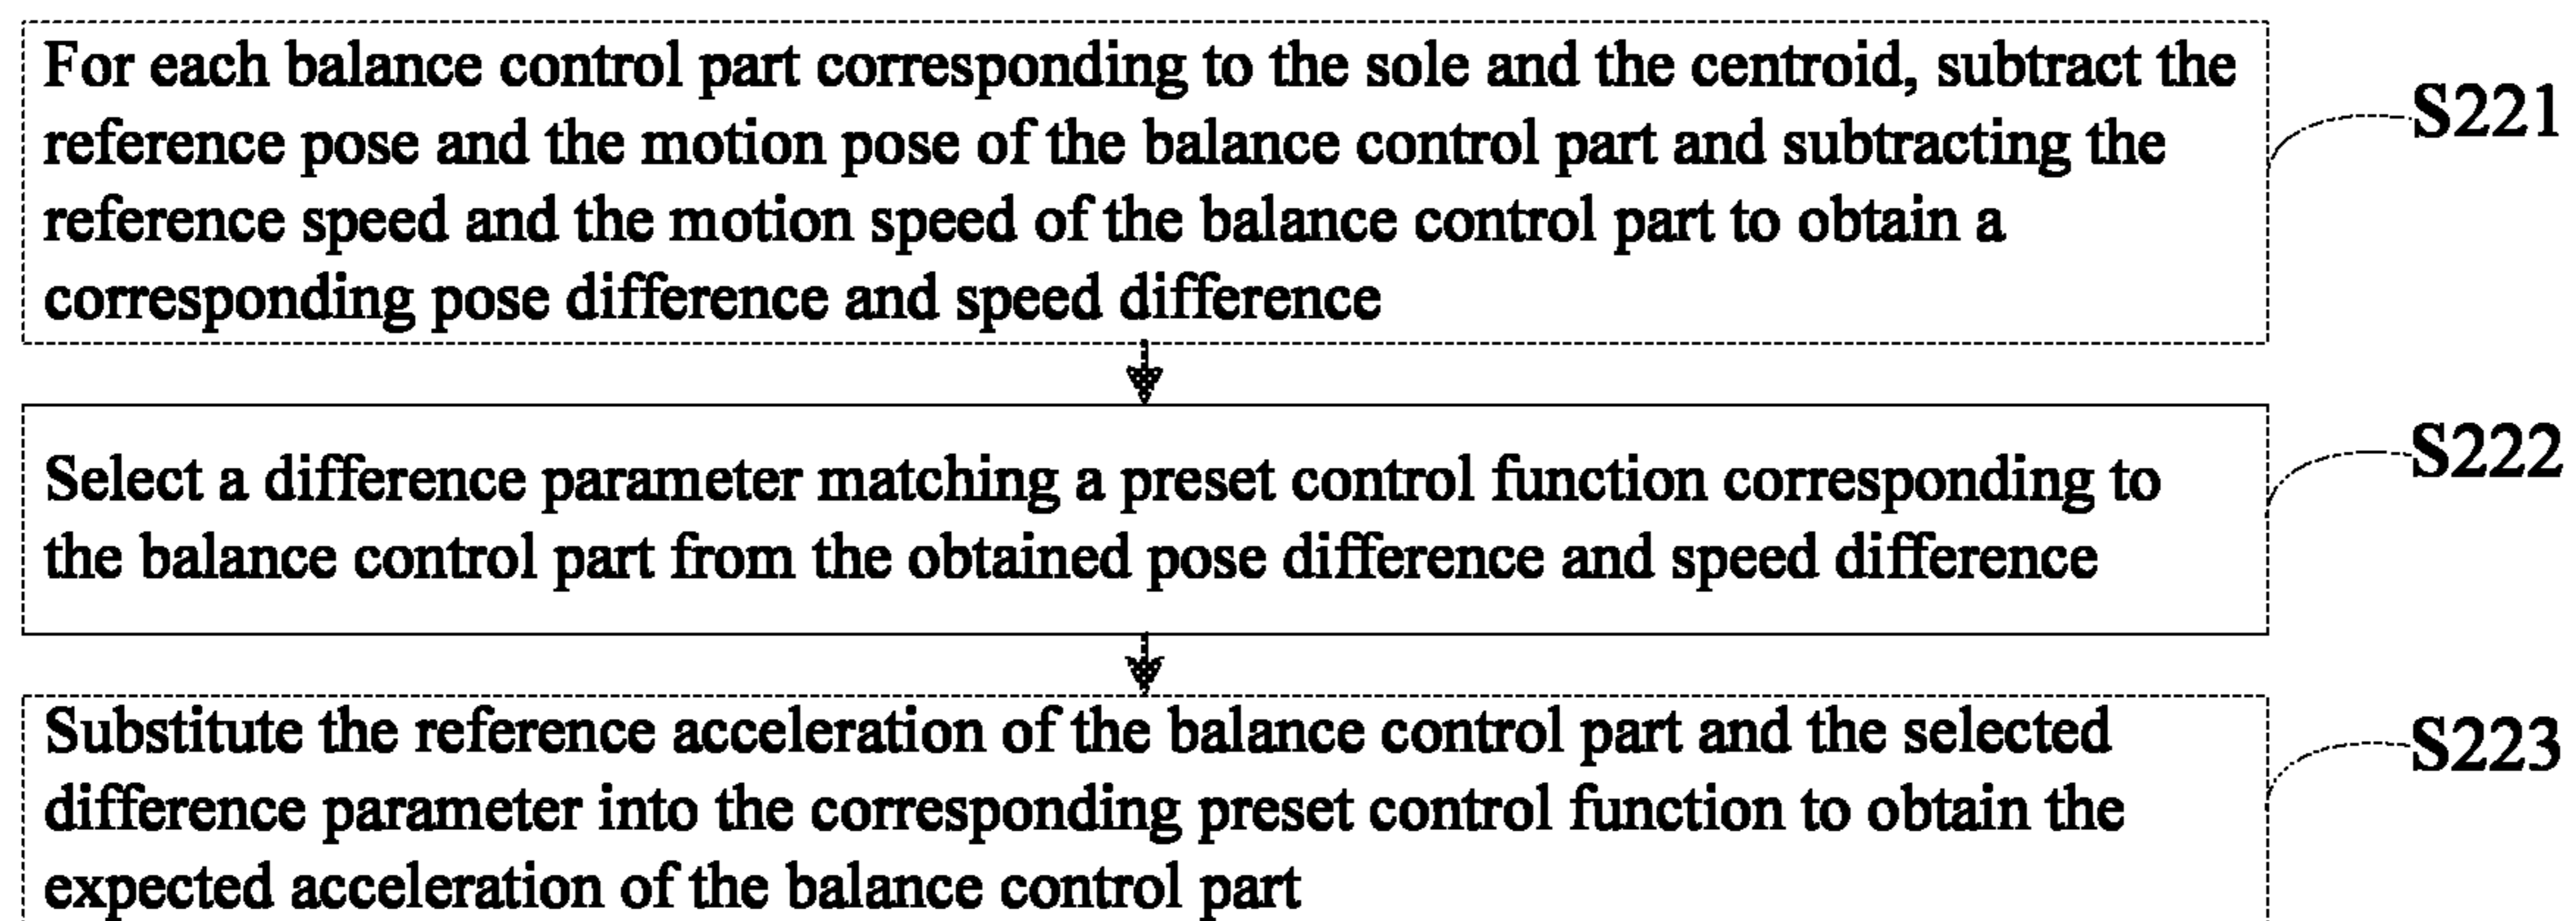 For each balance control part corresponding to the sole and the centroid, subtract the
reference pose and the motion pose of the balance control part and subtracting the
reference speed and the motion speed of the balance control part to obtain a
corresponding pose difference and speed difference
S221
Select a difference parameter matching a preset control function corresponding to
the balance control part from the obtained pose difference and speed difference
S222
Substitute the reference acceleration of the balance control part and the selected
difference parameter into the corresponding preset control function to obtain the
expected acceleration of the balance control part
S223